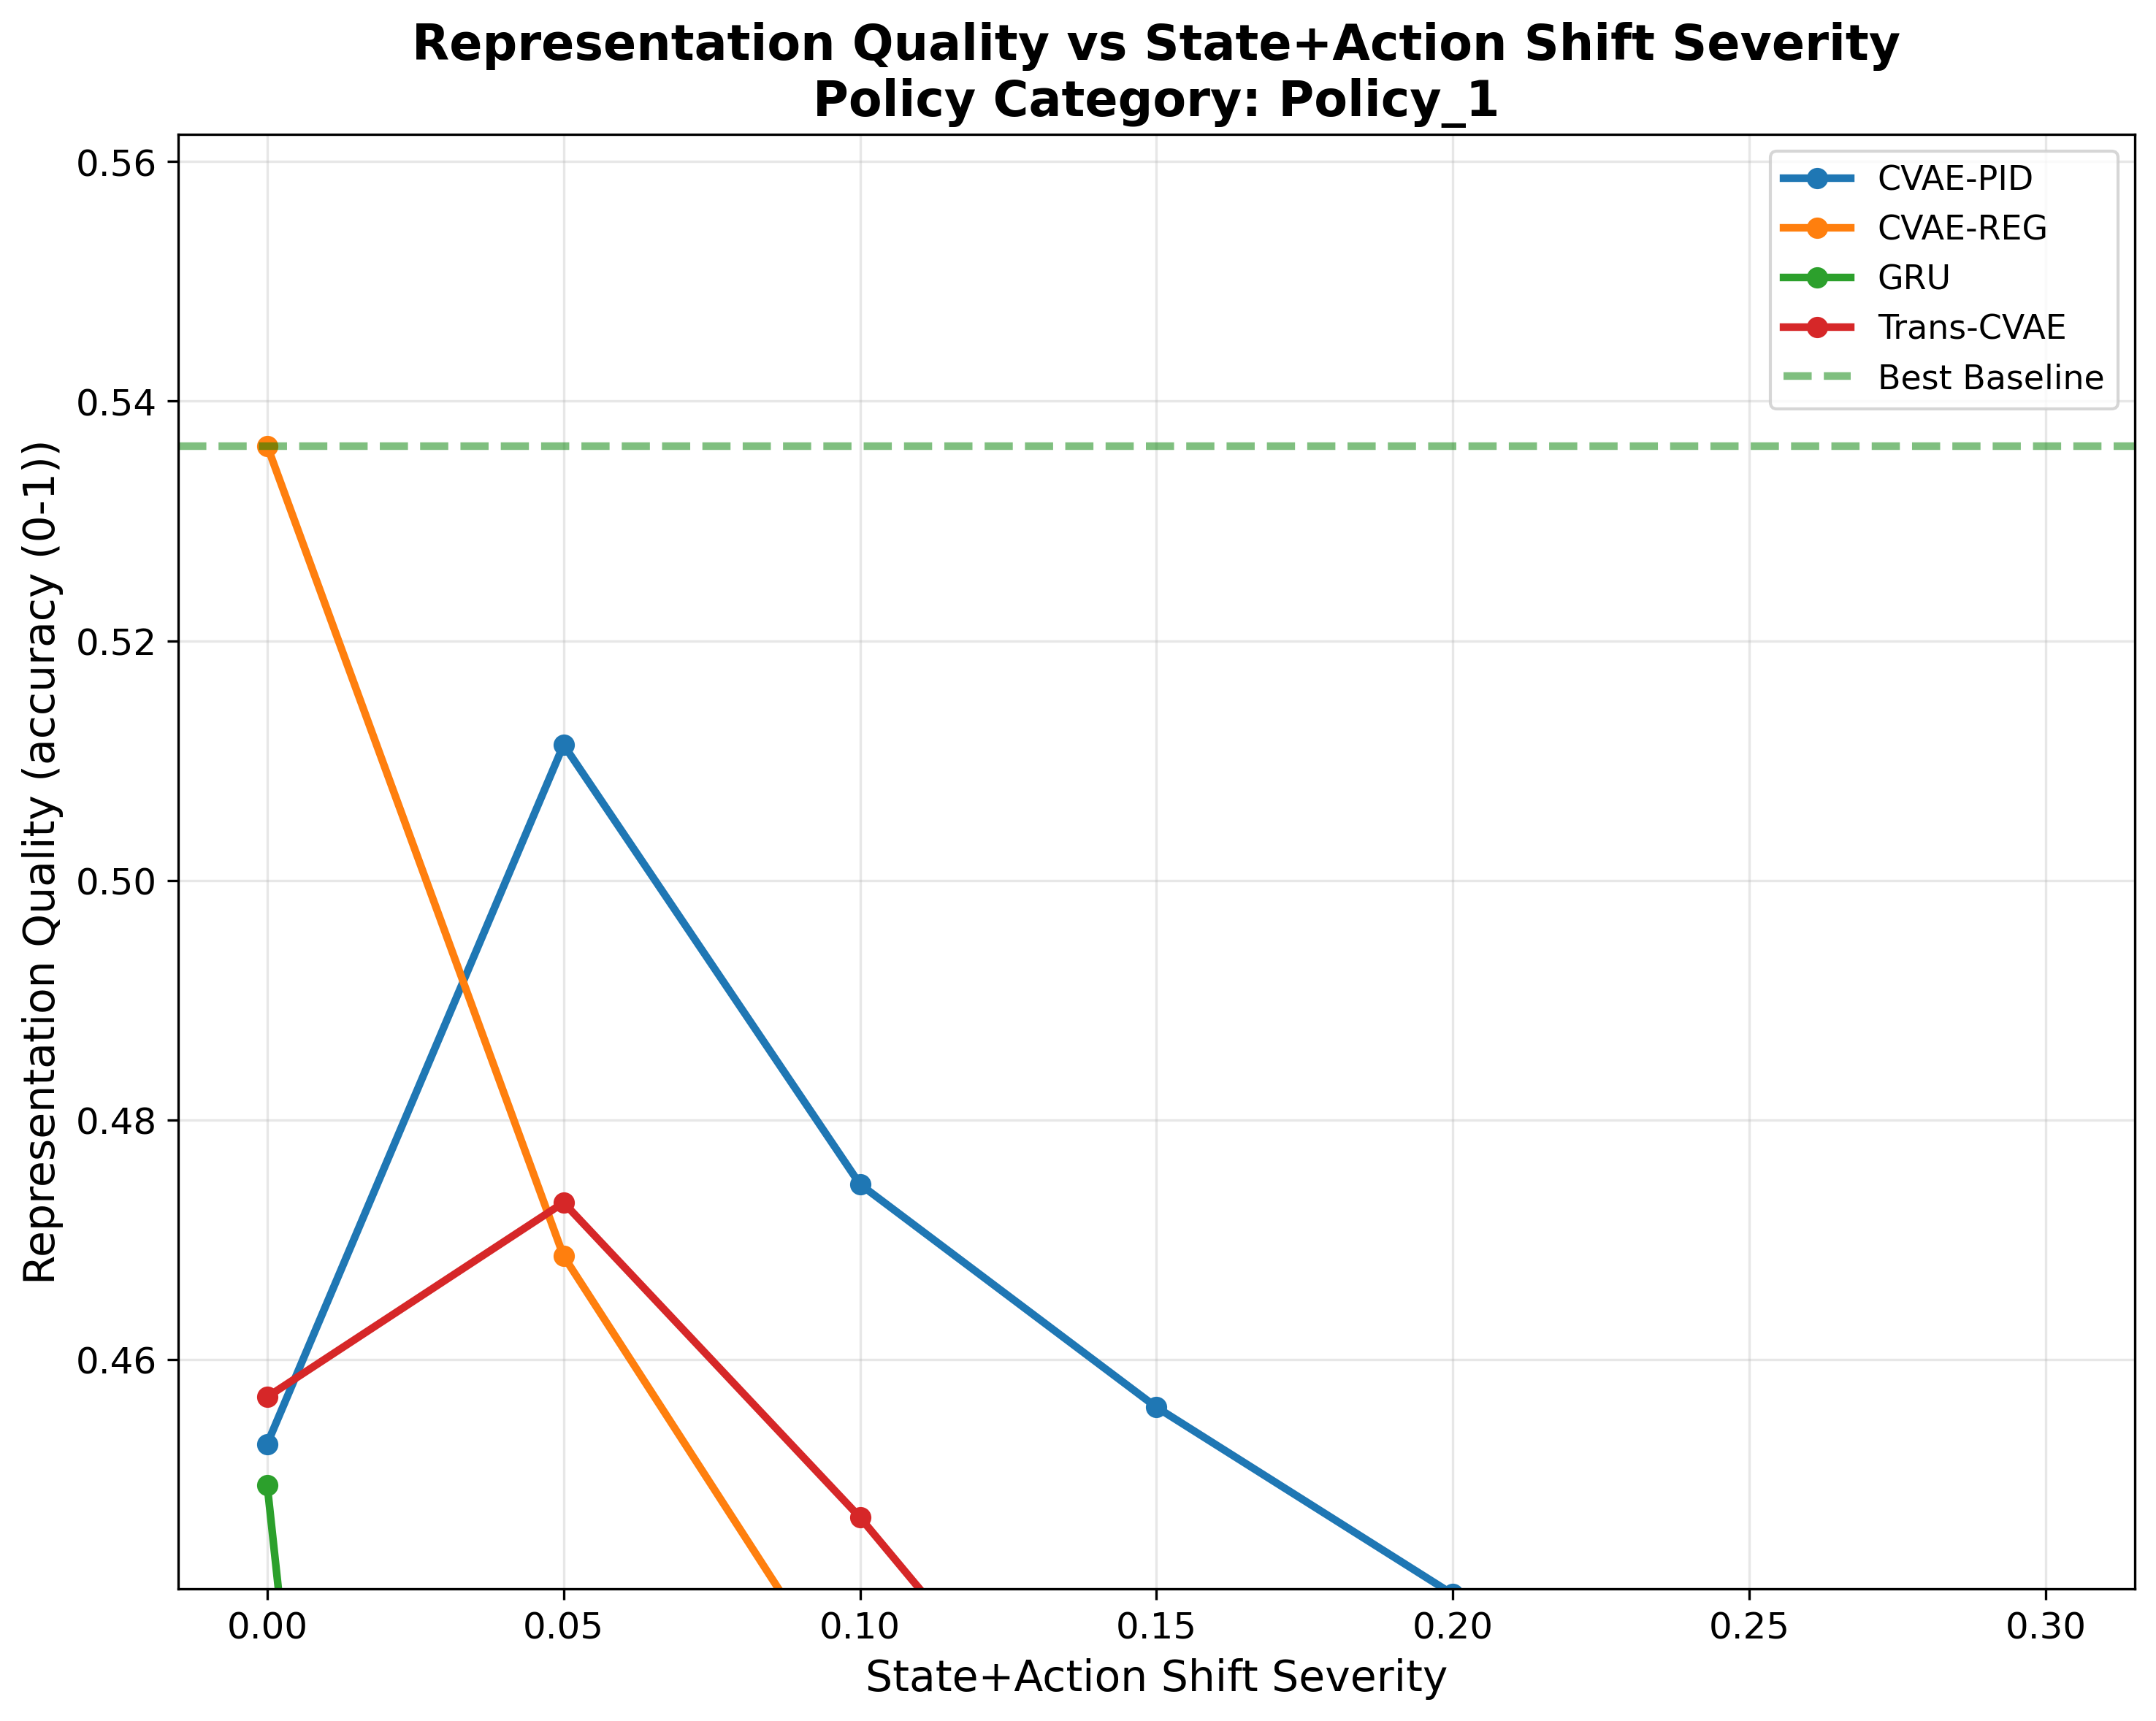 Representation Quality vs State+Action Shift Severity
Policy Category: Policy_1
Representation Quality (accuracy (0-1))
0.56
0.54
0.52
0.50
0.48
0.46
CVAE-PID
CVAE-REG
GRU
Trans-CVAE
Best Baseline
0.00 0.05 0.10 0.15 0.20 0.25 0.30
State+Action Shift Severity